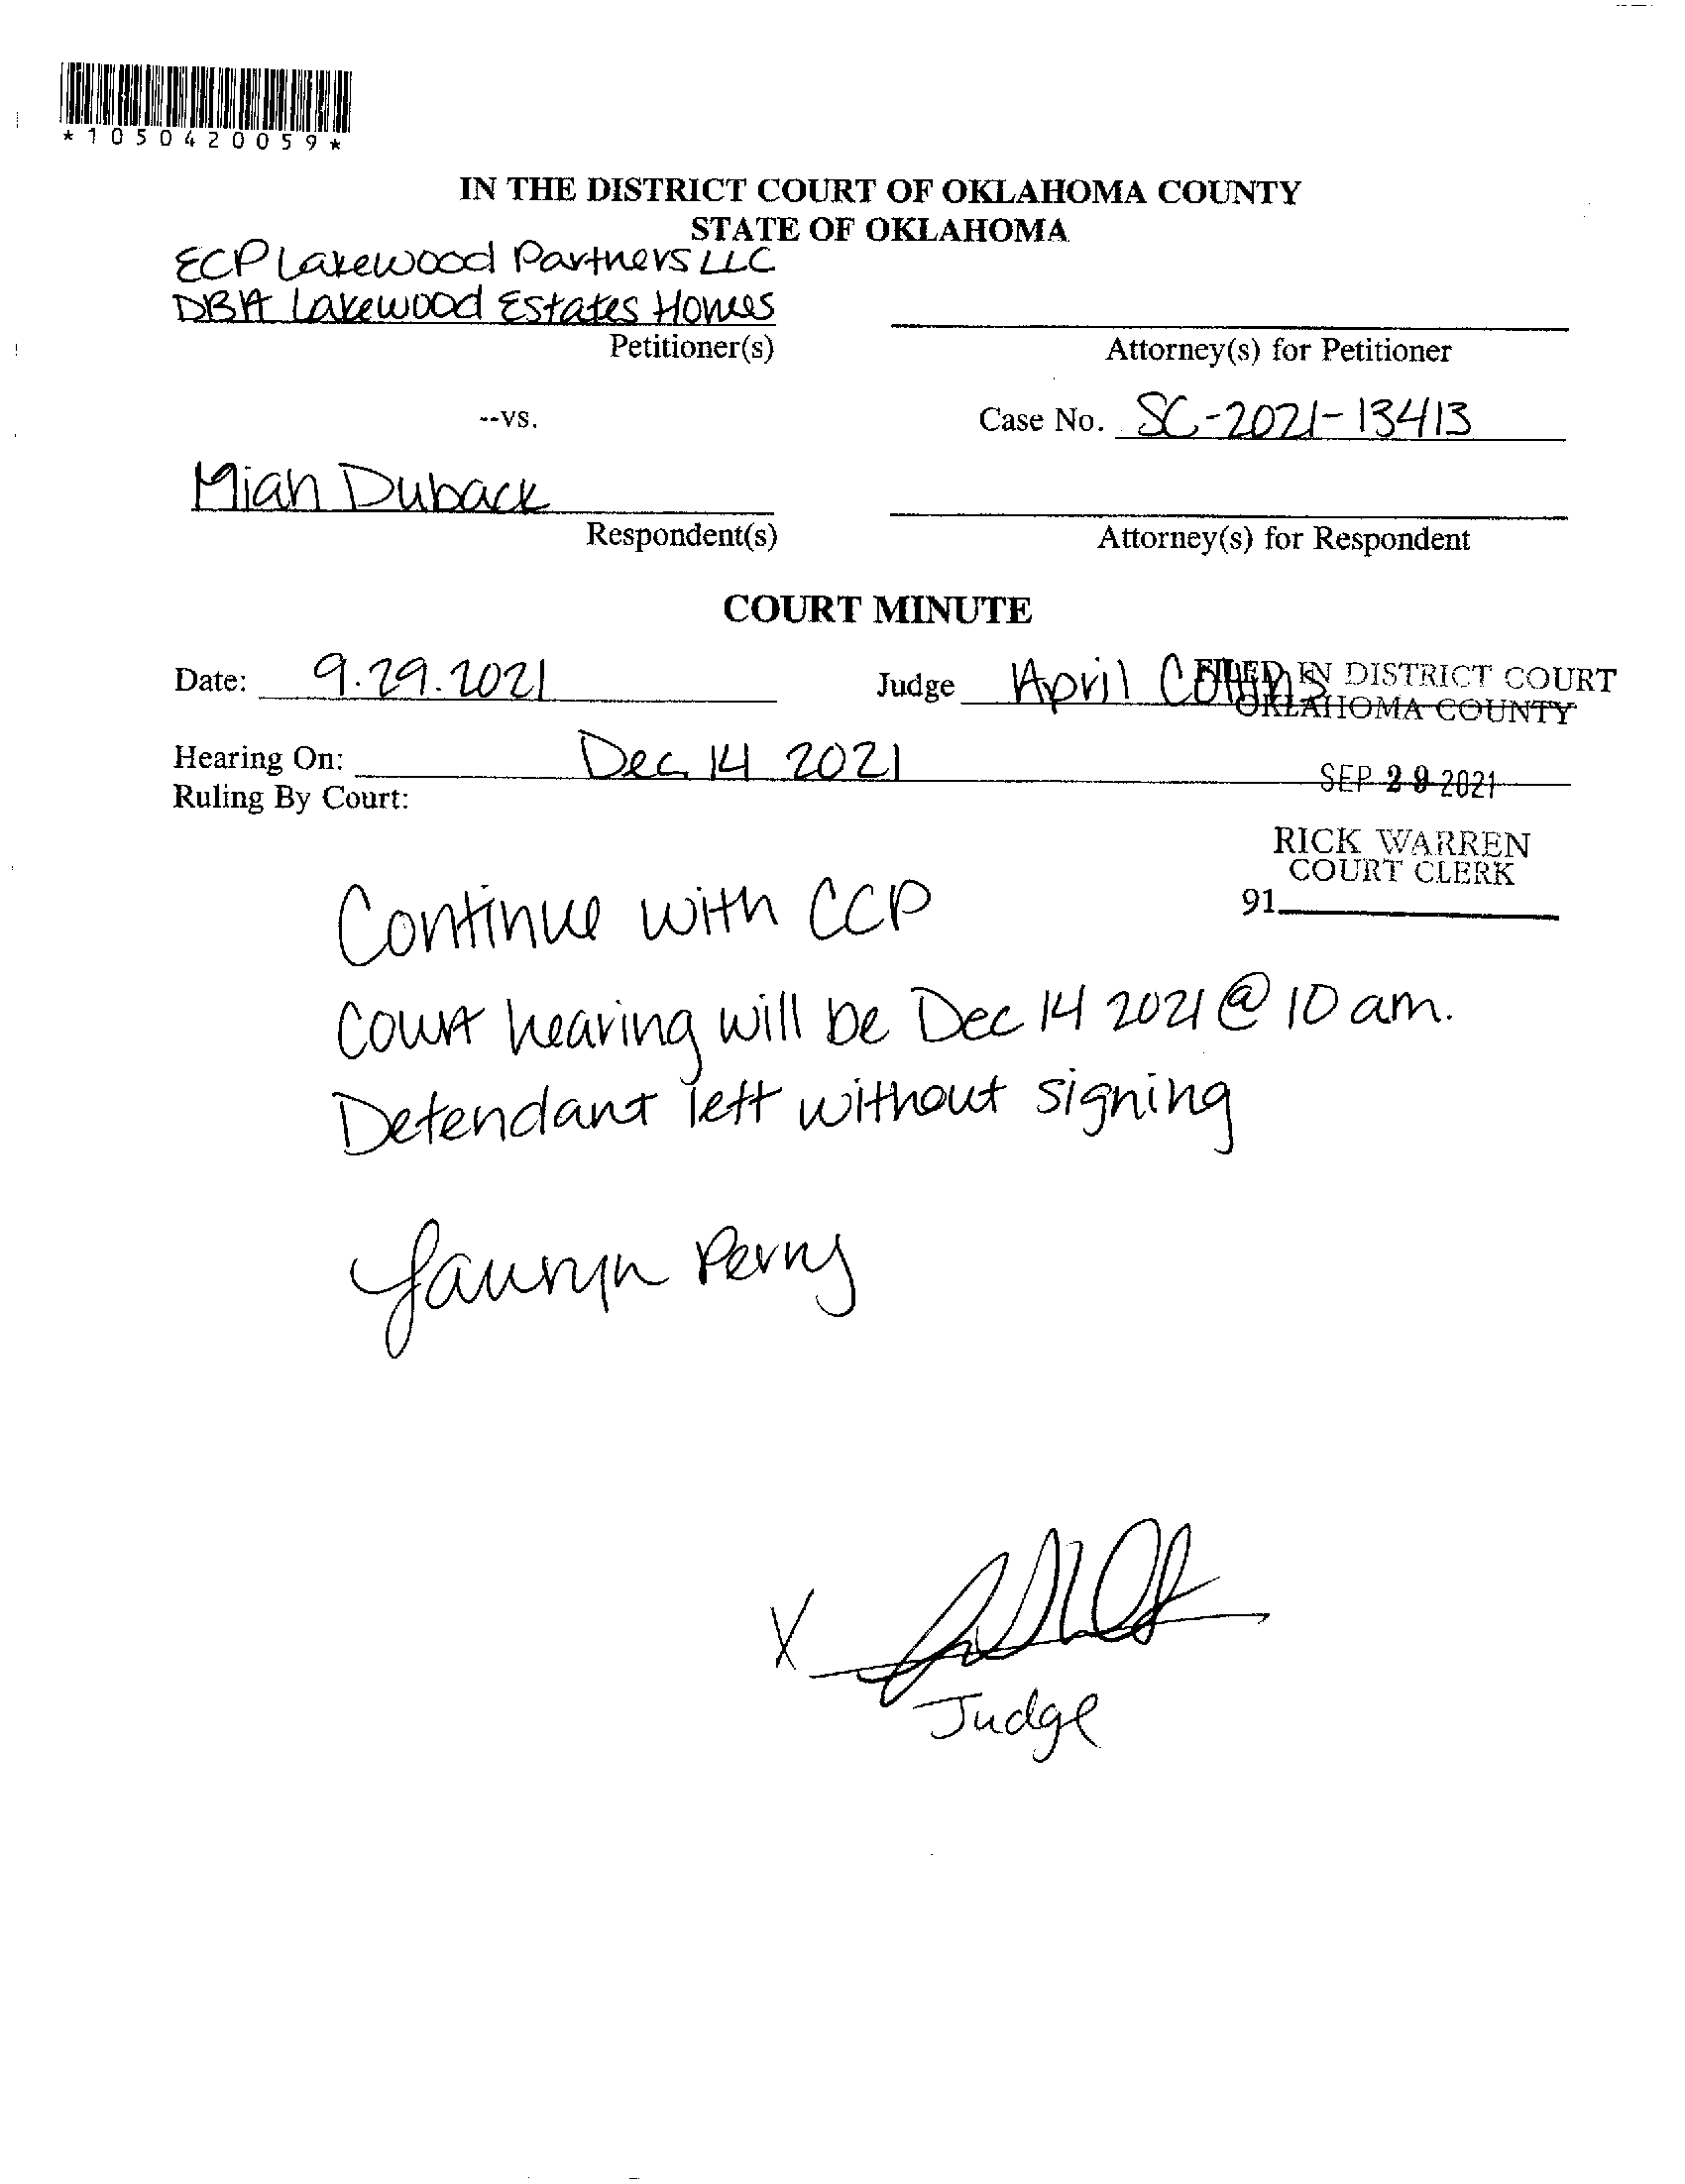 *1050420059*
IN THE DISTRICT COURT OF OKLAHOMA COUNTY
STATE OF OKLAHOMA
ECP Lakewood Partners LLC
DBA Lakewood Estates Homes
Petitioner(s)
Attorney(s) for Petitioner
--vs.
Case No. SC-2021-13413
Miah Duback
Respondent(s)
Attorney(s) for Respondent
COURT MINUTE
Date: 9.29.2021
Judge April Collins
FILED IN DISTRICT COURT
OKLAHOMA COUNTY
Hearing On: Dec 14 2021
SEP 29 2021
Ruling By Court:
RICK WARREN
COURT CLERK
91
Continue with CCP
Court hearing will be Dec 14 2021 @ 10 am.
Defendant left without signing
Lauryn Perry
X
Judge